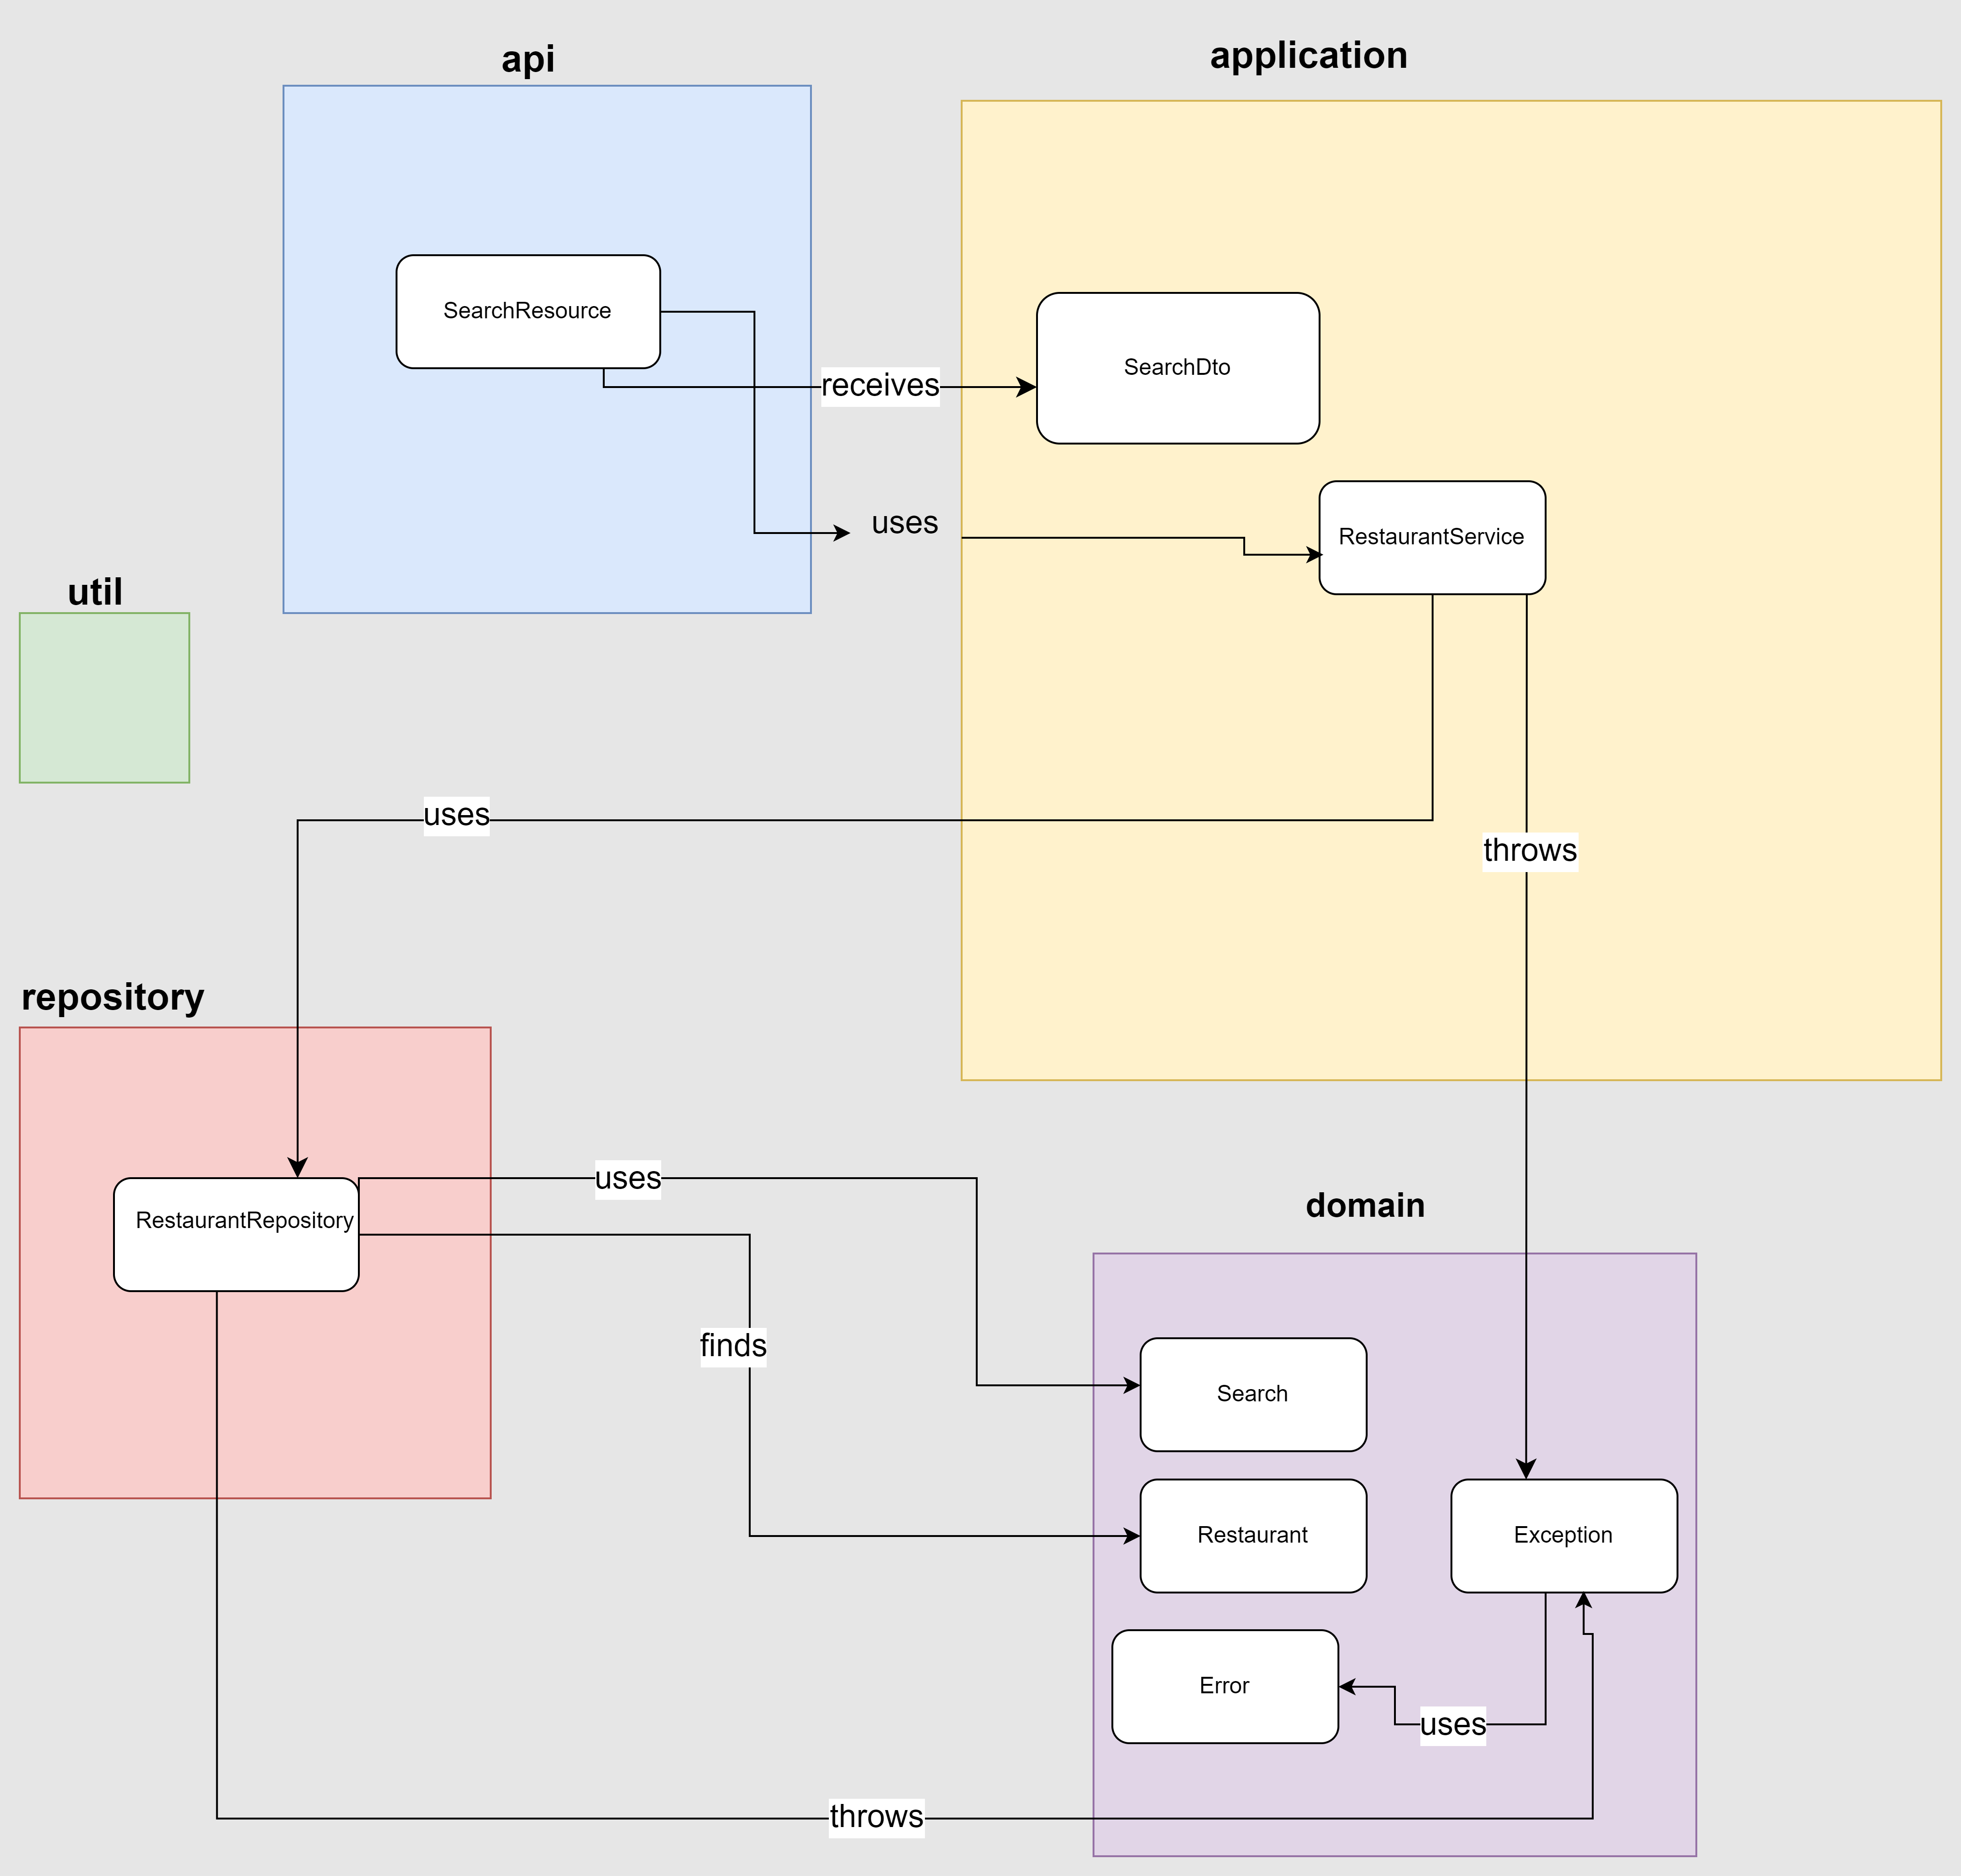 api
application
SearchResource
SearchDto
receives
uses
RestaurantService
util
uses
throws
repository
uses
RestaurantRepository
domain
finds
Search
Restaurant
Exception
Error
uses
throws